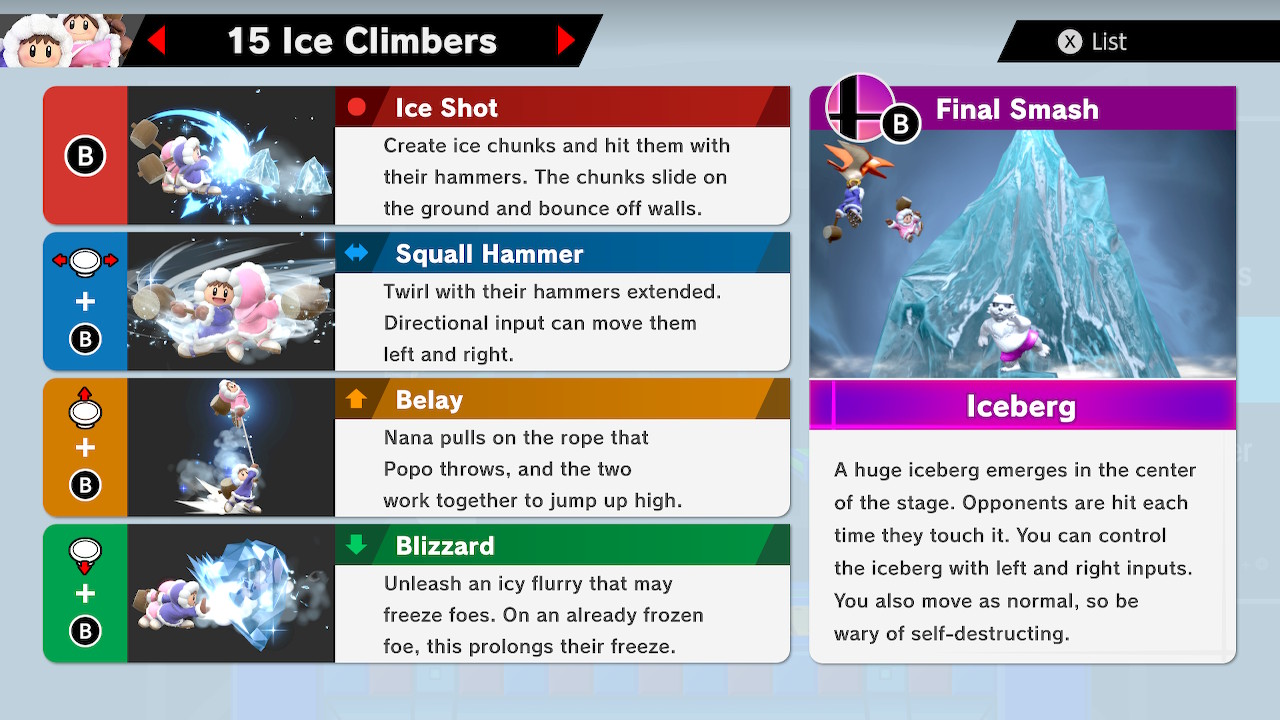 15 Ice Climbers
X List
B
Ice Shot
Create ice chunks and hit them with
their hammers. The chunks slide on
the ground and bounce off walls.
+
B
Squall Hammer
Twirl with their hammers extended.
Directional input can move them
left and right.
+
B
Belay
Nana pulls on the rope that
Popo throws, and the two
work together to jump up high.
+
B
Blizzard
Unleash an icy flurry that may
freeze foes. On an already frozen
foe, this prolongs their freeze.
B
Final Smash
Iceberg
A huge iceberg emerges in the center
of the stage. Opponents are hit each
time they touch it. You can control
the iceberg with left and right inputs.
You also move as normal, so be
wary of self-destructing.